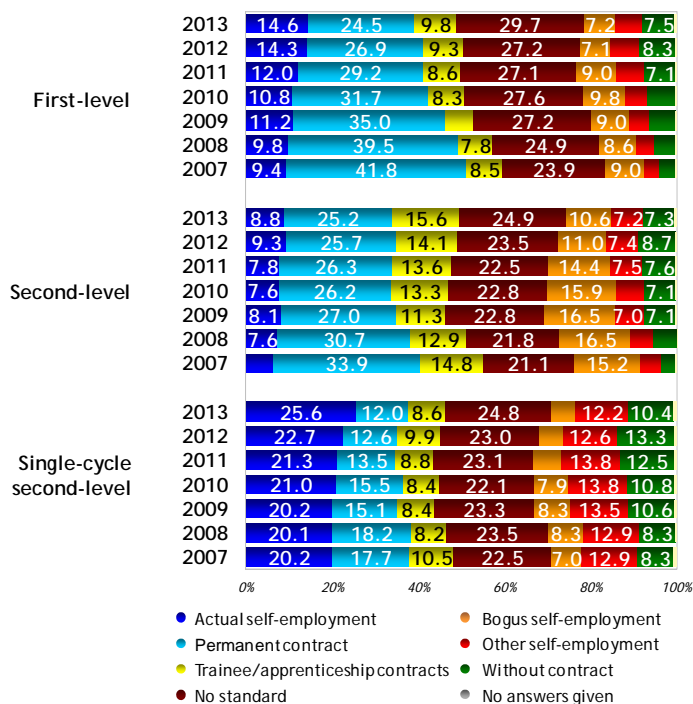 2013 14.6 24.5 9.8 29.7 7.2 7.5
2012 14.3 26.9 9.3 27.2 7.1 8.3
2011 12.0 29.2 8.6 27.1 9.0 7.1
First-level
2010 10.8 31.7 8.3 27.6 9.8
2009 11.2 35.0 27.2 9.0
2008 9.8 39.5 7.8 24.9 8.6
2007 9.4 41.8 8.5 23.9 9.0
2013 8.8 25.2 15.6 24.9 10.6 7.2 7.3
2012 9.3 25.7 14.1 23.5 11.0 7.4 8.7
2011 7.8 26.3 13.6 22.5 14.4 7.5 7.6
Second-level
2010 7.6 26.2 13.3 22.8 15.9 7.1
2009 8.1 27.0 11.3 22.8 16.5 7.0 7.1
2008 7.6 30.7 12.9 21.8 16.5
2007 33.9 14.8 21.1 15.2
2013 25.6 12.0 8.6 24.8 12.2 10.4
2012 22.7 12.6 9.9 23.0 12.6 13.3
2011 21.3 13.5 8.8 23.1 13.8 12.5
Single-cycle
second-level
2010 21.0 15.5 8.4 22.1 7.9 13.8 10.8
2009 20.2 15.1 8.4 23.3 8.3 13.5 10.6
2008 20.1 18.2 8.2 23.5 8.3 12.9 8.3
2007 20.2 17.7 10.5 22.5 7.0 12.9 8.3
0% 20% 40% 60% 80% 100%
Actual self-employment
Permanent contract
Trainee/apprenticeship contracts
No standard
Bogus self-employment
Other self-employment
Without contract
No answers given